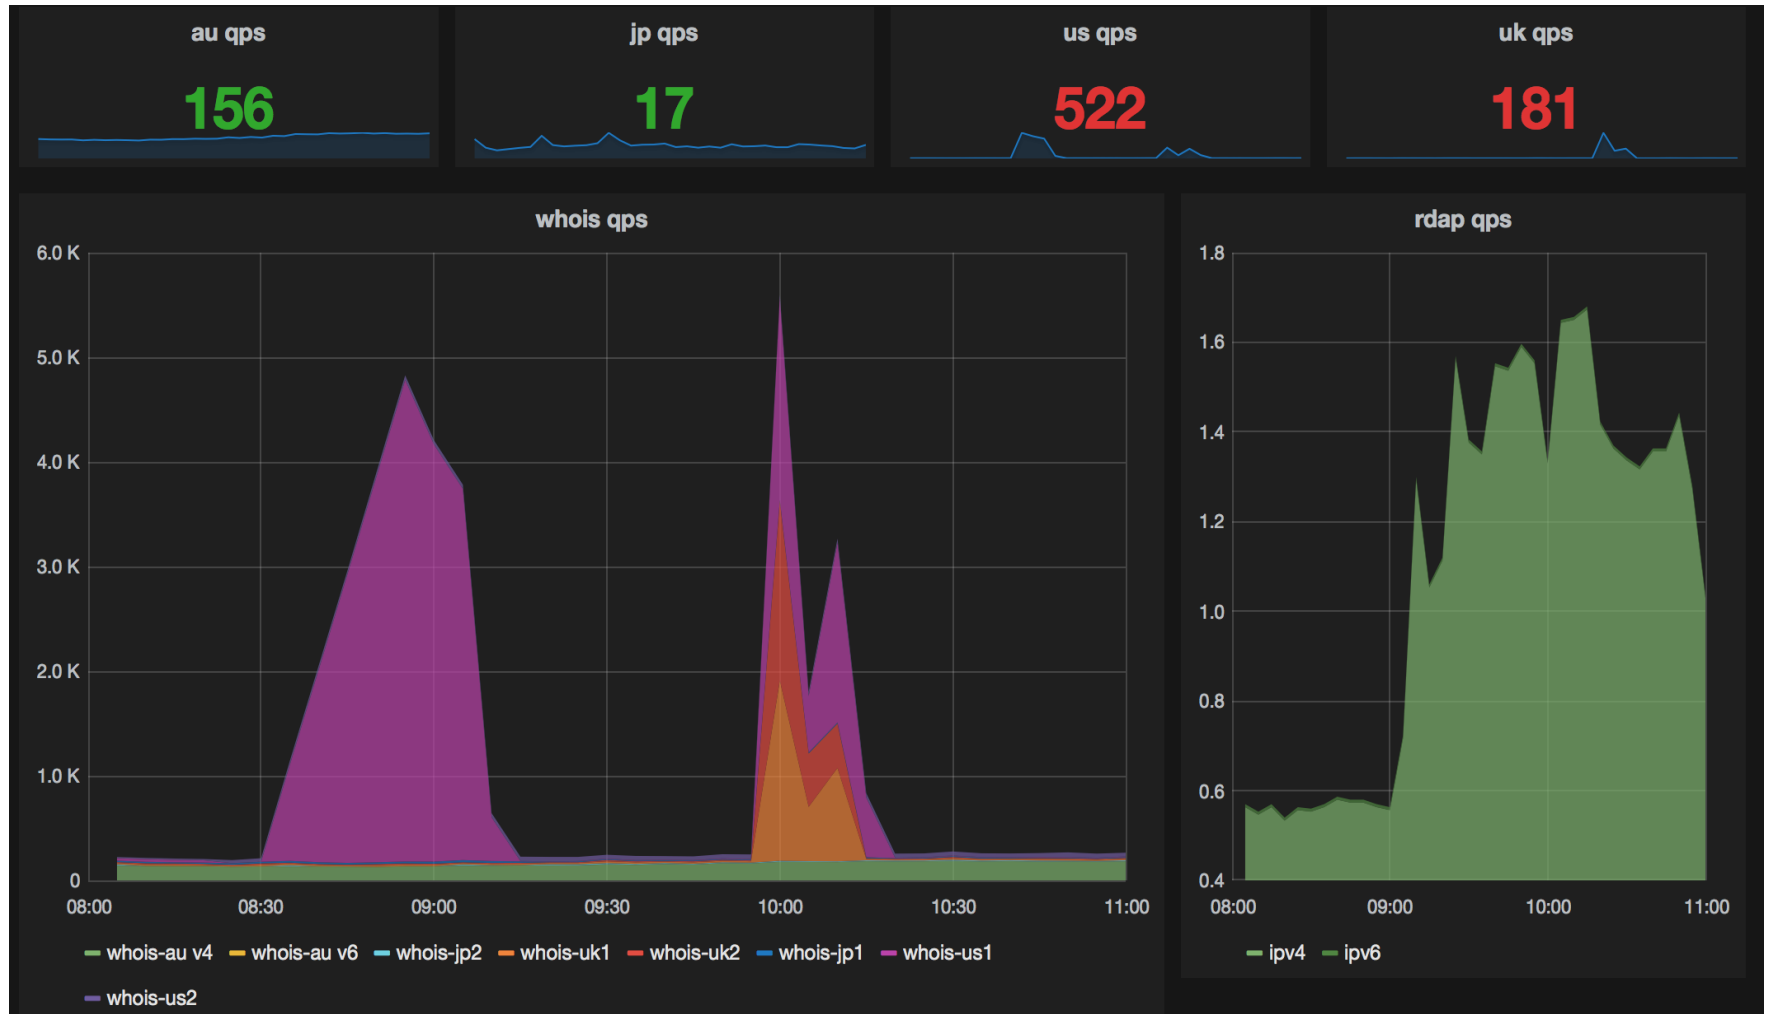 au qps
jp qps
us qps
uk qps
156
17
522
181
whois qps
6.0 K
5.0 K
4.0 K
3.0 K
2.0 K
1.0 K
0
08:00 08:30 09:00 09:30 10:00 10:30 11:00
whois-au v4 whois-au v6 whois-jp2 whois-uk1 whois-uk2 whois-jp1 whois-us1
whois-us2
rdap qps
1.8
1.6
1.4
1.2
1.0
0.8
0.6
0.4
08:00 09:00 10:00 11:00
ipv4 ipv6